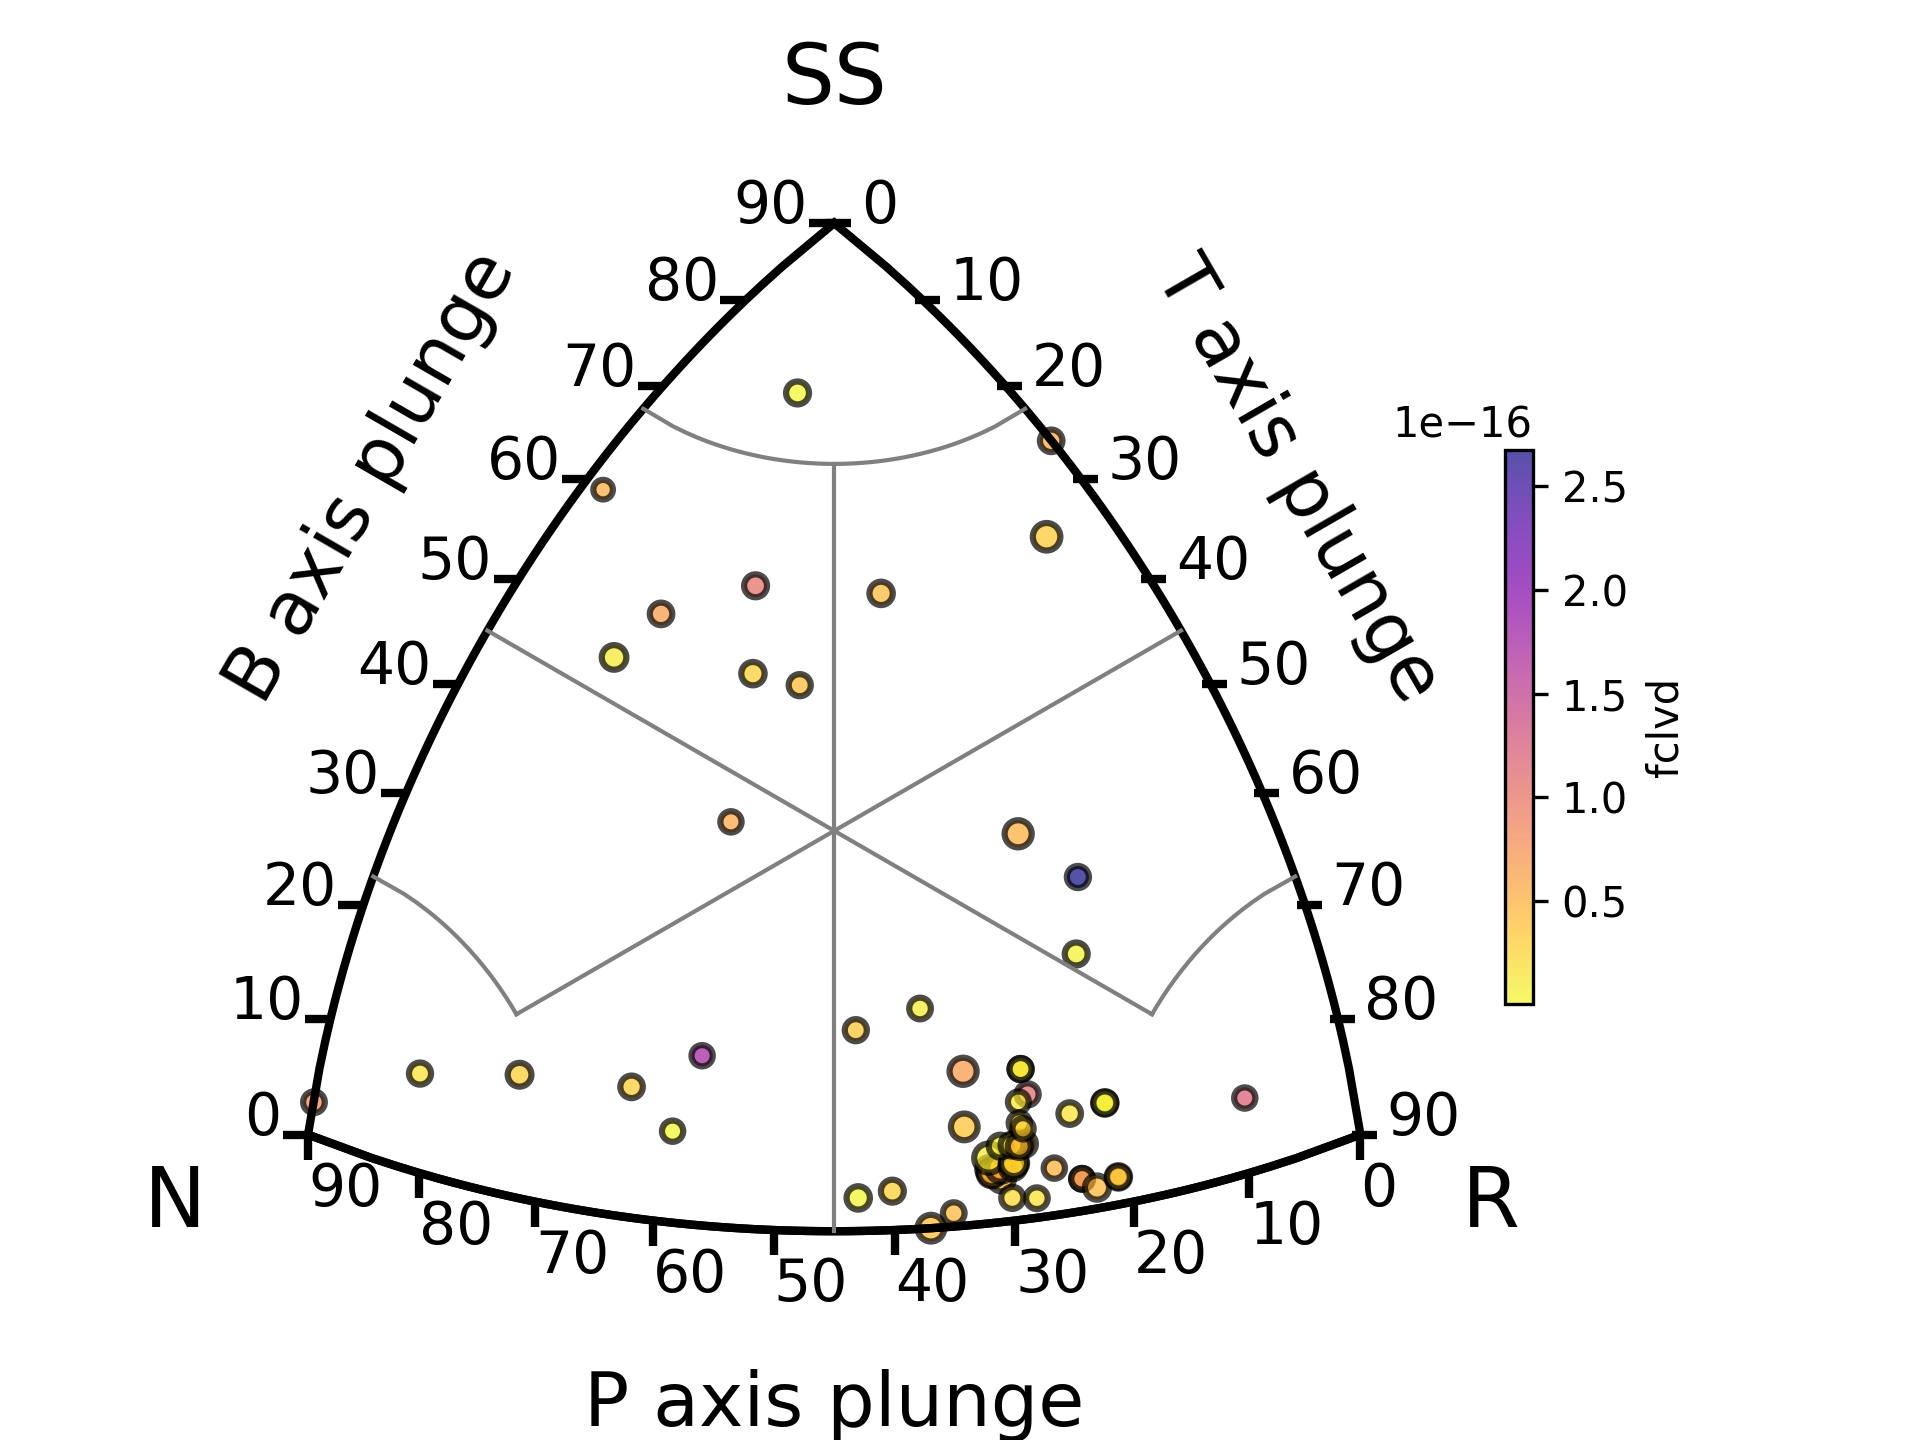 SS
90 0
80 10
70 20
60 30
50 40
40 50
30 60
20 70
10 80
0 90
B axis plunge
T axis plunge
N
R
90 80 70 60 50 40 30 20 10 0
P axis plunge
1e−16
2.5
2.0
1.5
1.0
0.5
fclvd